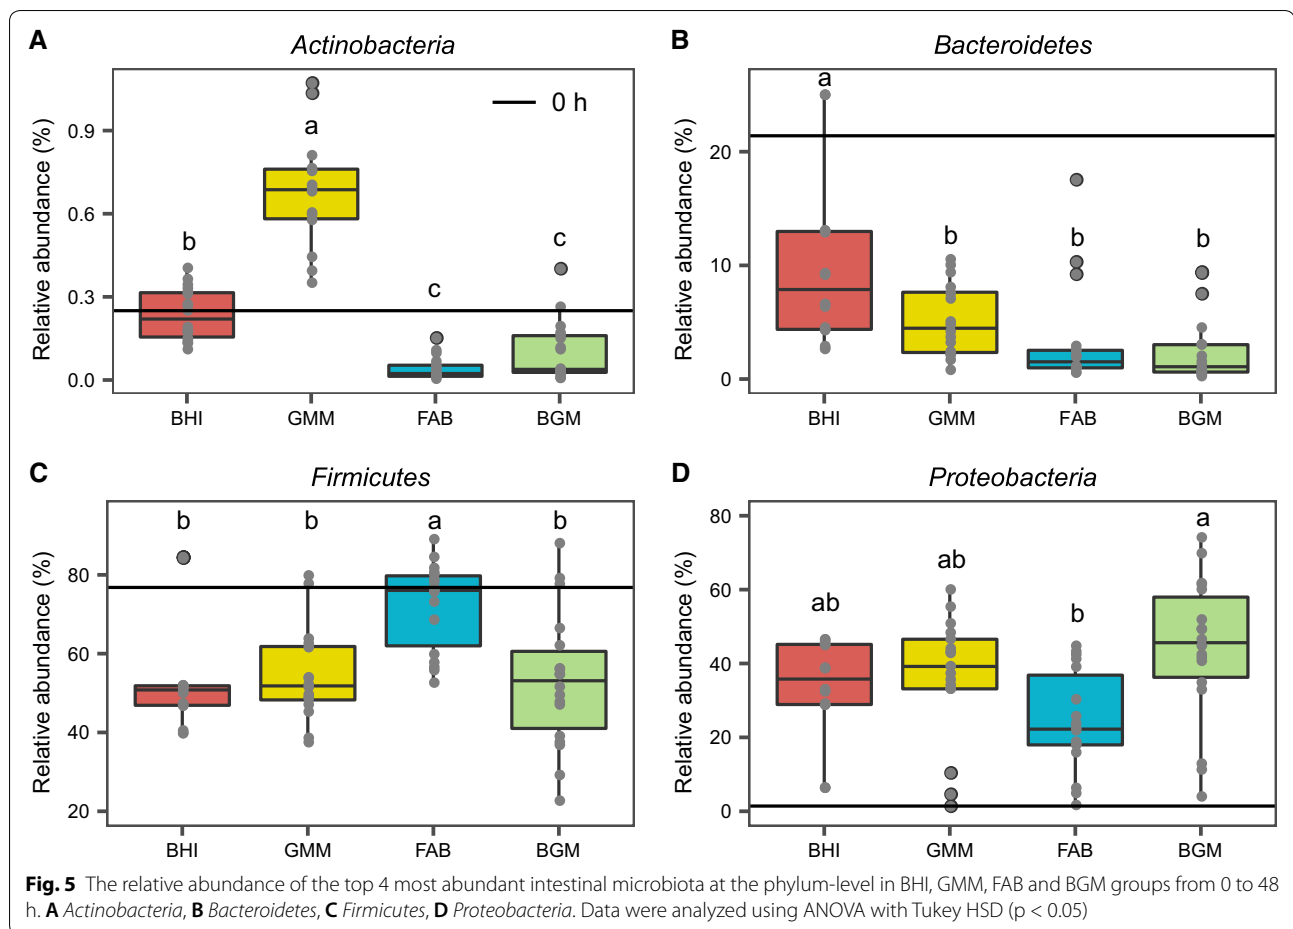 A
Actinobacteria
Relative abundance (%)
0.9
0.6
0.3
0.0
a
b
c
c
0 h
BHI GMM FAB BGM
B
Bacteroidetes
Relative abundance (%)
20
10
0
a
b
b
b
BHI GMM FAB BGM
C
Firmicutes
Relative abundance (%)
80
60
40
20
b b a b
BHI GMM FAB BGM
D
Proteobacteria
Relative abundance (%)
80
60
40
20
0
ab
ab
b
a
BHI GMM FAB BGM
Fig. 5 The relative abundance of the top 4 most abundant intestinal microbiota at the phylum-level in BHI, GMM, FAB and BGM groups from 0 to 48
h. A Actinobacteria, B Bacteroidetes, C Firmicutes, D Proteobacteria. Data were analyzed using ANOVA with Tukey HSD (p < 0.05)